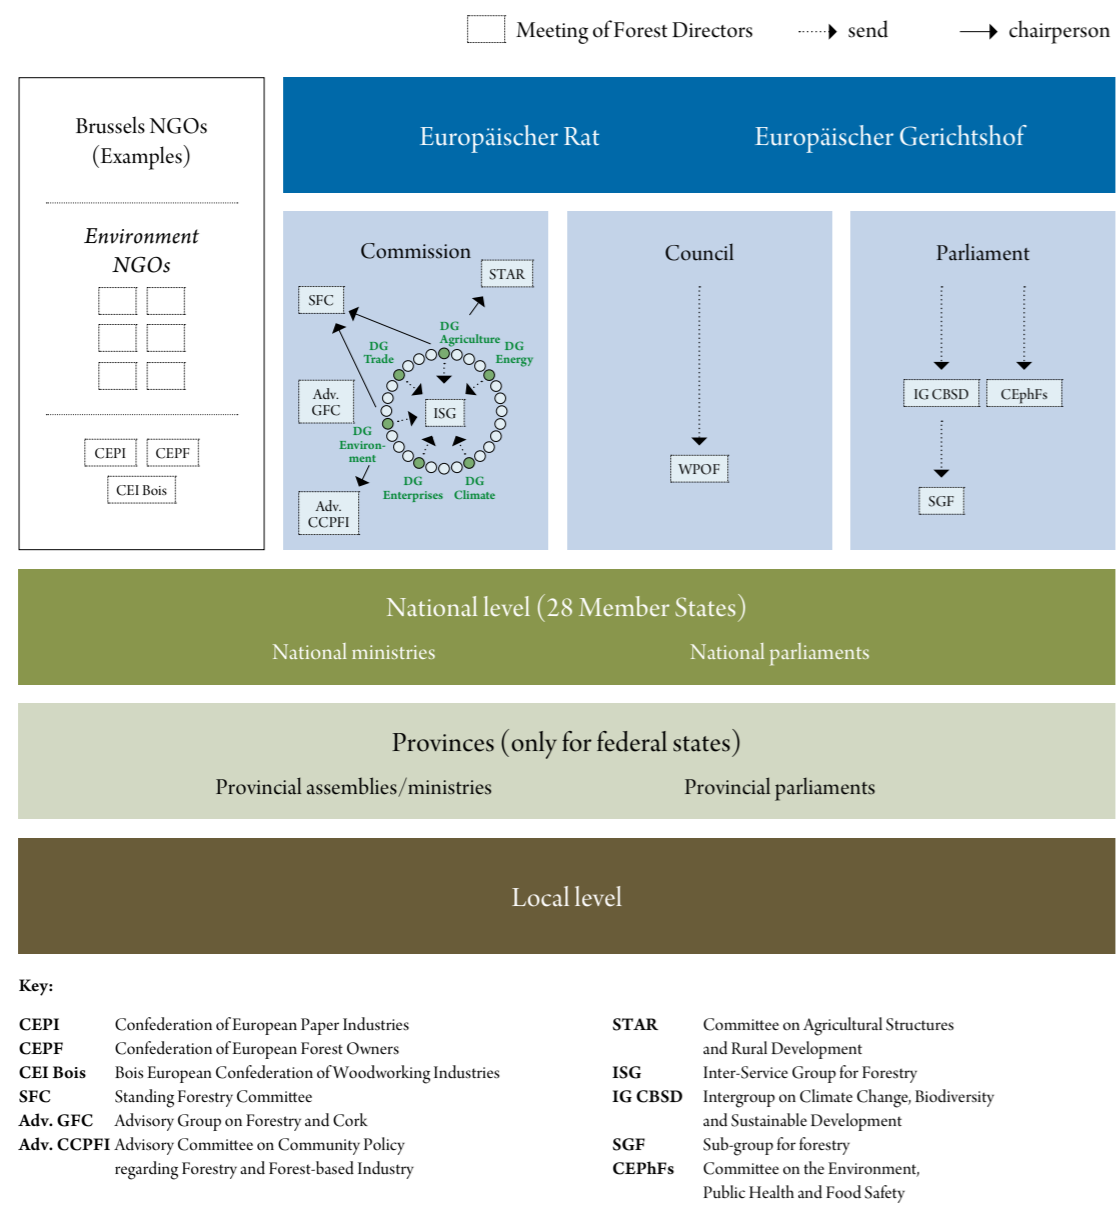 Meeting of Forest Directors
send
chairperson
Brussels NGOs
(Examples)
Environment
NGOs
CEPI
CEPF
CEI Bois
Europäischer Rat
Europäischer Gerichtshof
Commission
STAR
SFC
DG
Agriculture
DG
Trade
DG
Energy
Adv.
GFC
ISG
DG
Environ-
ment
DG
Enterprises
DG
Climate
Adv.
CCPFI
Council
WPOF
Parliament
IG CBSD
CEphFs
SGF
National level (28 Member States)
National ministries
National parliaments
Provinces (only for federal states)
Provincial assemblies/ministries
Provincial parliaments
Local level
Key:
CEPI Confederation of European Paper Industries
CEPF Confederation of European Forest Owners
CEI Bois Bois European Confederation of Woodworking Industries
SFC Standing Forestry Committee
Adv. GFC Advisory Group on Forestry and Cork
Adv. CCPFI Advisory Committee on Community Policy
regarding Forestry and Forest-based Industry
STAR Committee on Agricultural Structures
and Rural Development
ISG Inter-Service Group for Forestry
IG CBSD Intergroup on Climate Change, Biodiversity
and Sustainable Development
SGF Sub-group for forestry
CEPhFs Committee on the Environment,
Public Health and Food Safety